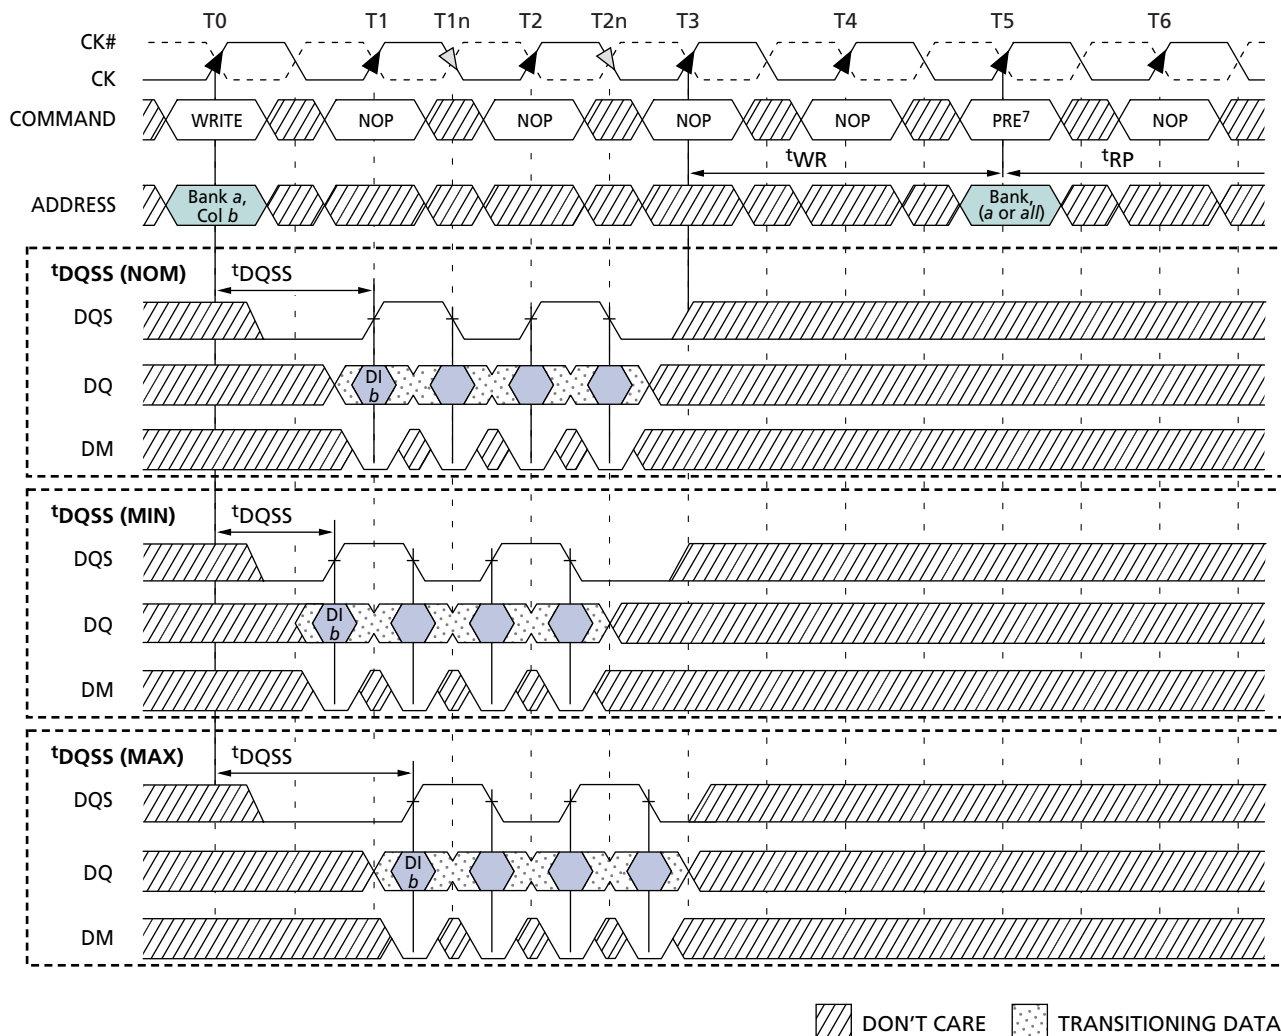 T0 T1 T1n T2 T2n T3 T4 T5 T6
CK#
CK
COMMAND WRITE NOP NOP NOP NOP PRE7 NOP
tWR tRP
ADDRESS Bank a, Col b Bank, (a or all)
tDQSS (NOM) tDQSS
DQS
DQ DI b
DM
tDQSS (MIN) tDQSS
DQS
DQ DI b
DM
tDQSS (MAX) tDQSS
DQS
DQ DI b
DM
DON'T CARE TRANSITIONING DATA